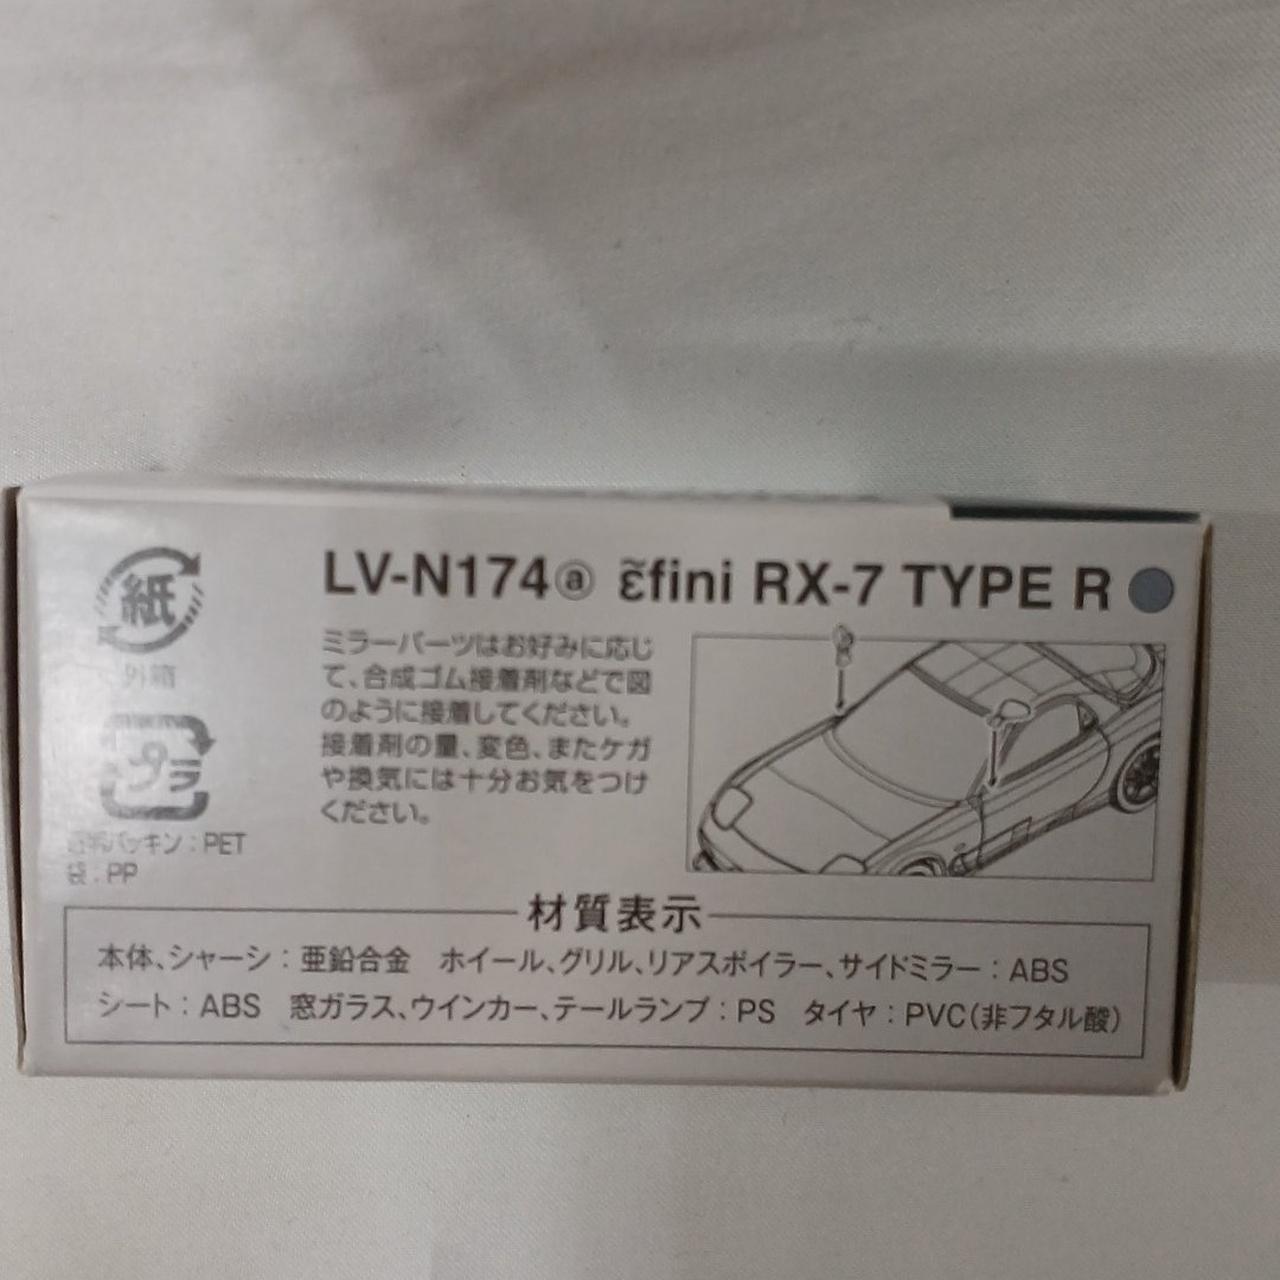 LV-N174ⓐ ε̃fini RX-7 TYPE R
紙
外箱
プラ
パッキン：PET
袋：PP
ミラーパーツはお好みに応じ
て、合成ゴム接着剤などで図
のように接着してください。
接着剤の量、変色、またケガ
や換気には十分お気をつけ
ください。
材質表示
本体、シャーシ：亜鉛合金　ホイール、グリル、リアスポイラー、サイドミラー：ABS
シート：ABS　窓ガラス、ウインカー、テールランプ：PS　タイヤ：PVC（非フタル酸）